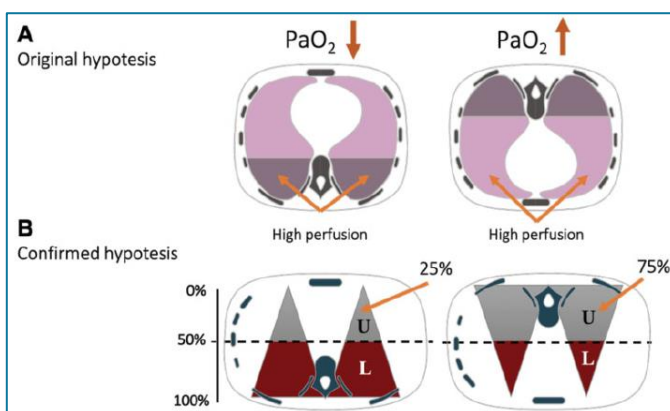 A
Original hypotesis
PaO2
PaO2
High perfusion
High perfusion
B
Confirmed hypotesis
25%
75%
0%
50%
100%
U
L
U
L